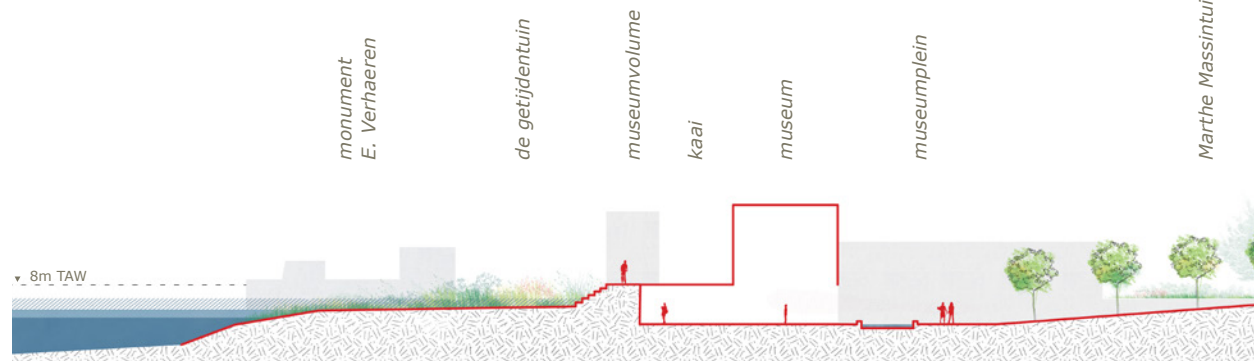 monument
E. Verhaeren
de getijdentuin
museumvolume
kaai
museum
museumplein
Marthe Massintui
8m TAW